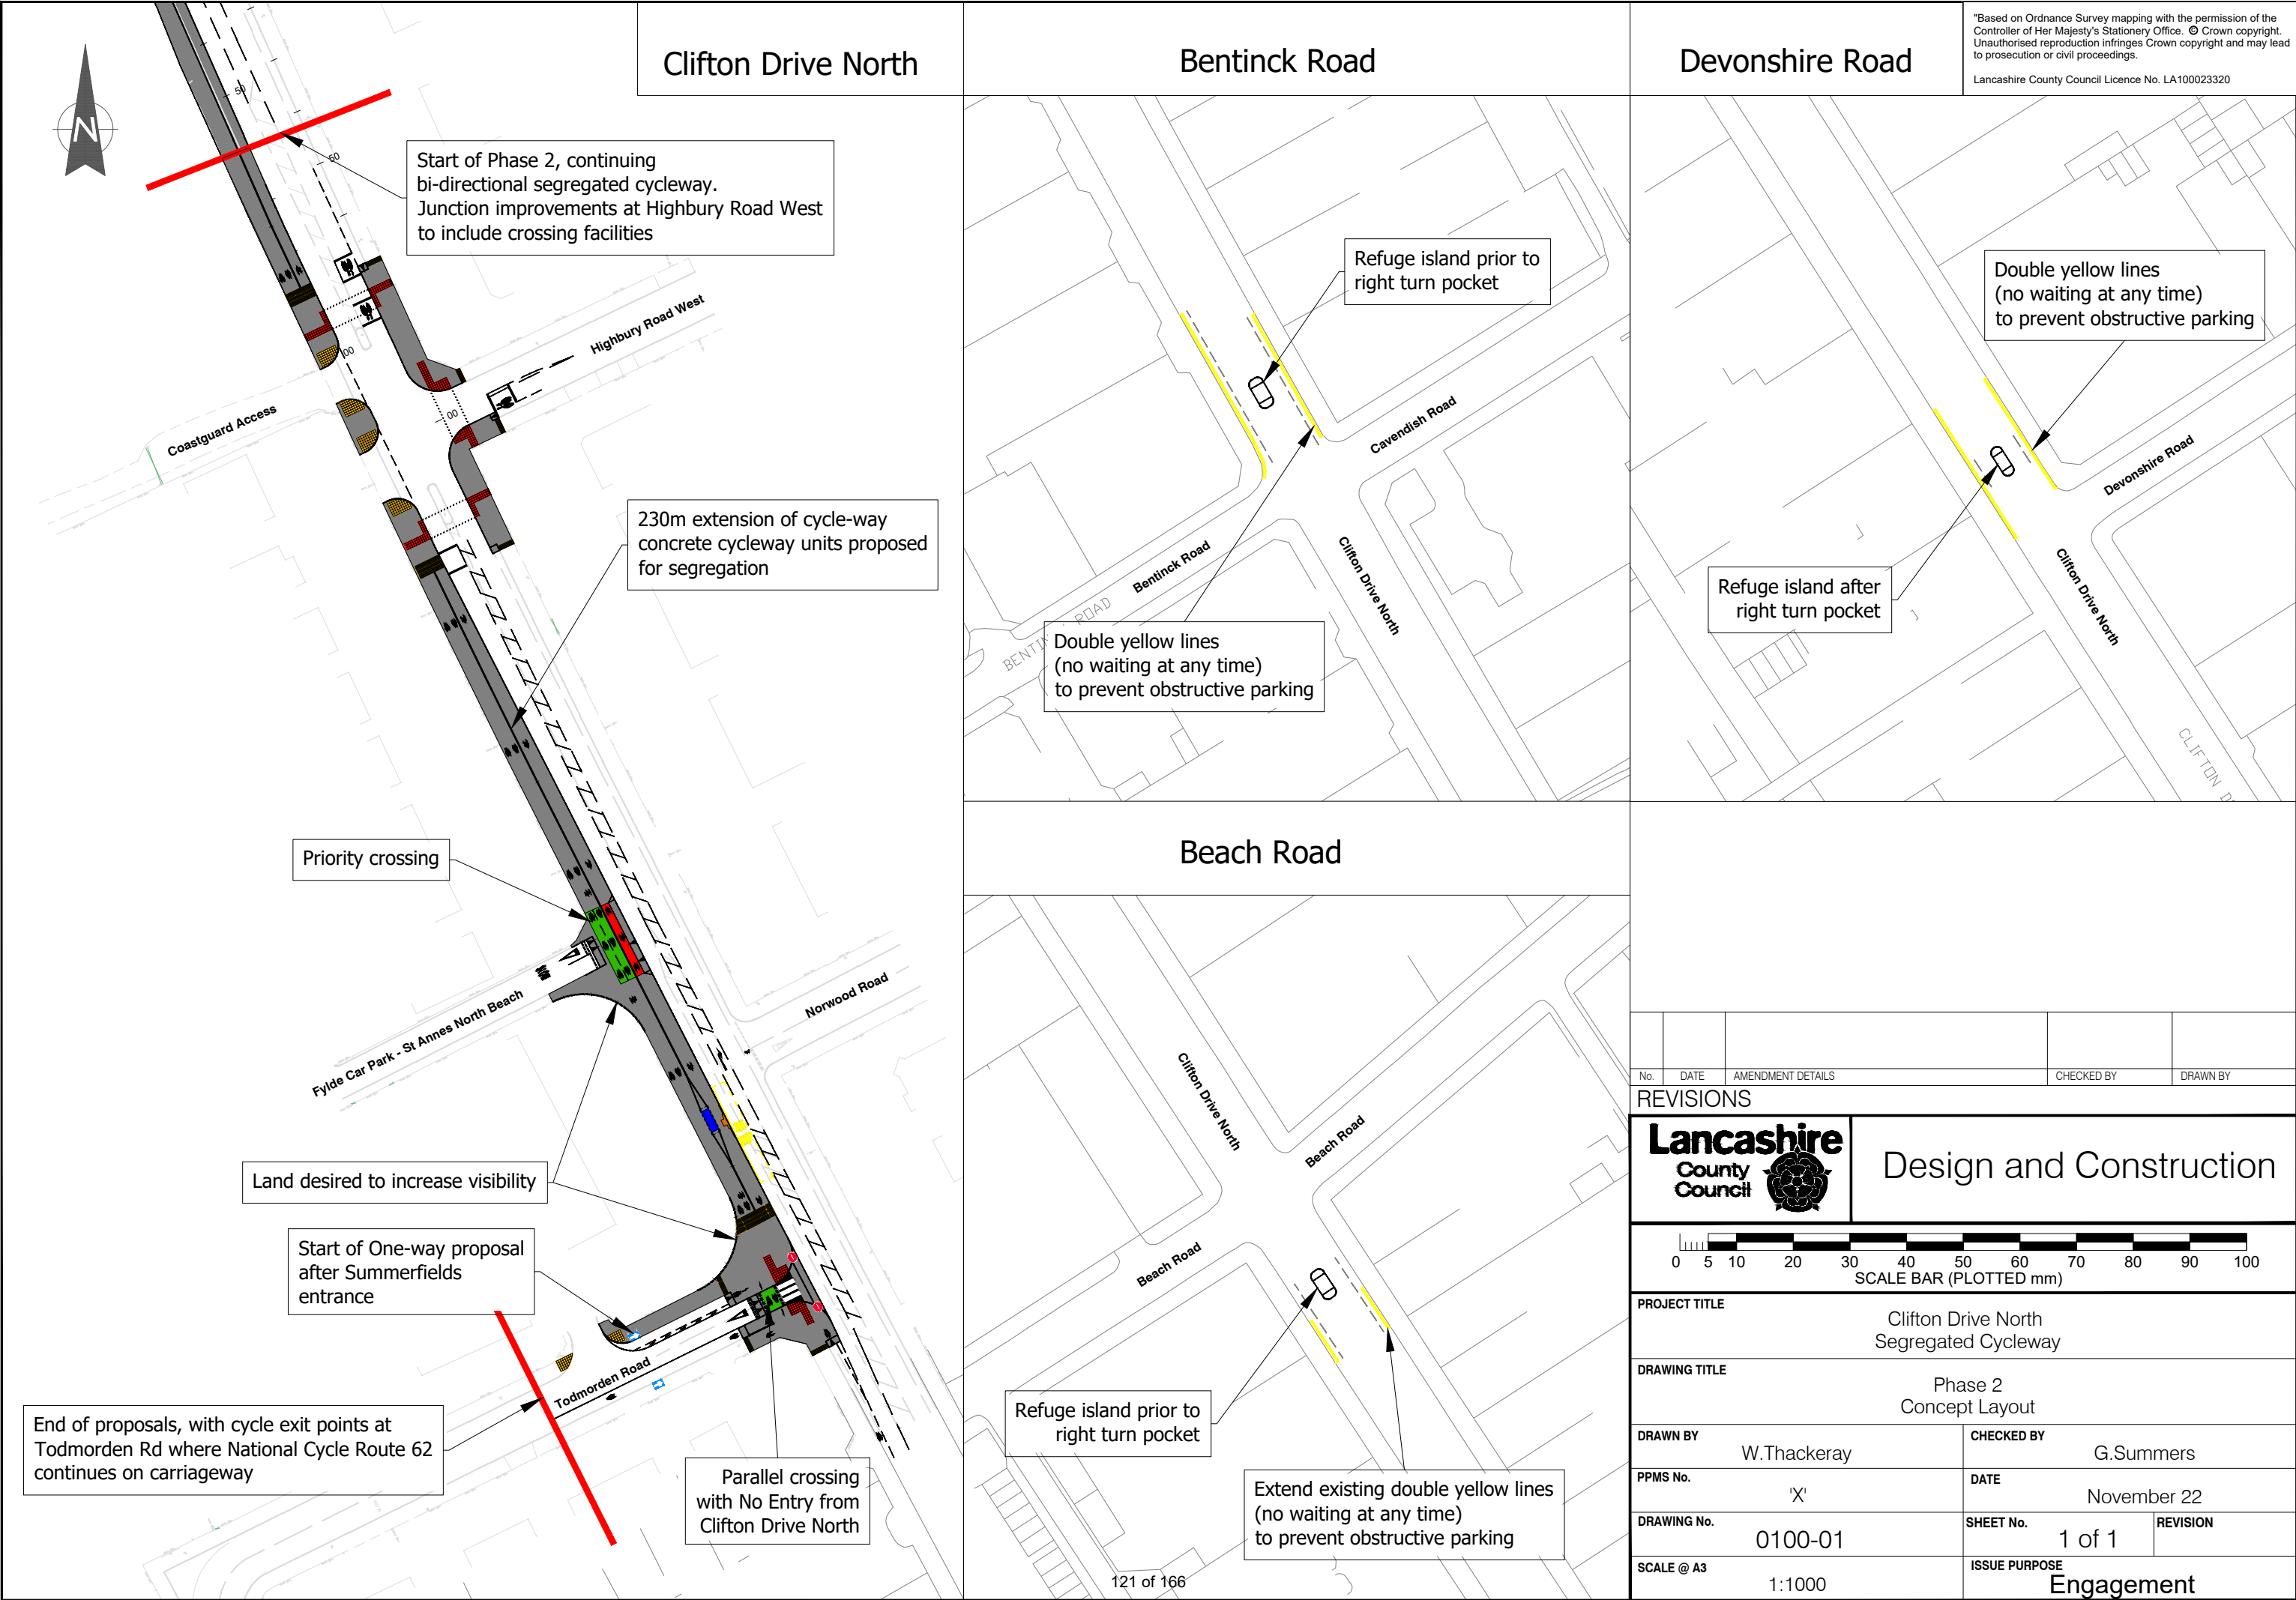 Clifton Drive North
Bentinck Road
Devonshire Road
"Based on Ordnance Survey mapping with the permission of the
Controller of Her Majesty's Stationery Office. © Crown copyright.
Unauthorised reproduction infringes Crown copyright and may lead
to prosecution or civil proceedings.
Lancashire County Council Licence No. LA100023320
N
50
50
Start of Phase 2, continuing
bi-directional segregated cycleway.
Junction improvements at Highbury Road West
to include crossing facilities
Highbury Road West
00
00
Coastguard Access
230m extension of cycle-way
concrete cycleway units proposed
for segregation
Priority crossing
Fylde Car Park - St Annes North Beach
Norwood Road
Land desired to increase visibility
Start of One-way proposal
after Summerfields
entrance
Todmorden Road
End of proposals, with cycle exit points at
Todmorden Rd where National Cycle Route 62
continues on carriageway
Parallel crossing
with No Entry from
Clifton Drive North
Refuge island prior to
right turn pocket
Cavendish Road
Bentinck Road
Clifton Drive North
BENTIN ROAD
Double yellow lines
(no waiting at any time)
to prevent obstructive parking
Double yellow lines
(no waiting at any time)
to prevent obstructive parking
Devonshire Road
Refuge island after
right turn pocket
Clifton Drive North
CLIFTON D
Beach Road
Clifton Drive North
Beach Road
Beach Road
Refuge island prior to
right turn pocket
Extend existing double yellow lines
(no waiting at any time)
to prevent obstructive parking
121 of 166
No. DATE AMENDMENT DETAILS CHECKED BY DRAWN BY
REVISIONS
Lancashire
County
Council
Design and Construction
0 5 10 20 30 40 50 60 70 80 90 100
SCALE BAR (PLOTTED mm)
PROJECT TITLE
Clifton Drive North
Segregated Cycleway
DRAWING TITLE
Phase 2
Concept Layout
DRAWN BY
W.Thackeray
CHECKED BY
G.Summers
PPMS No.
'X'
DATE
November 22
DRAWING No.
0100-01
SHEET No.
1 of 1
REVISION
SCALE @ A3
1:1000
ISSUE PURPOSE
Engagement